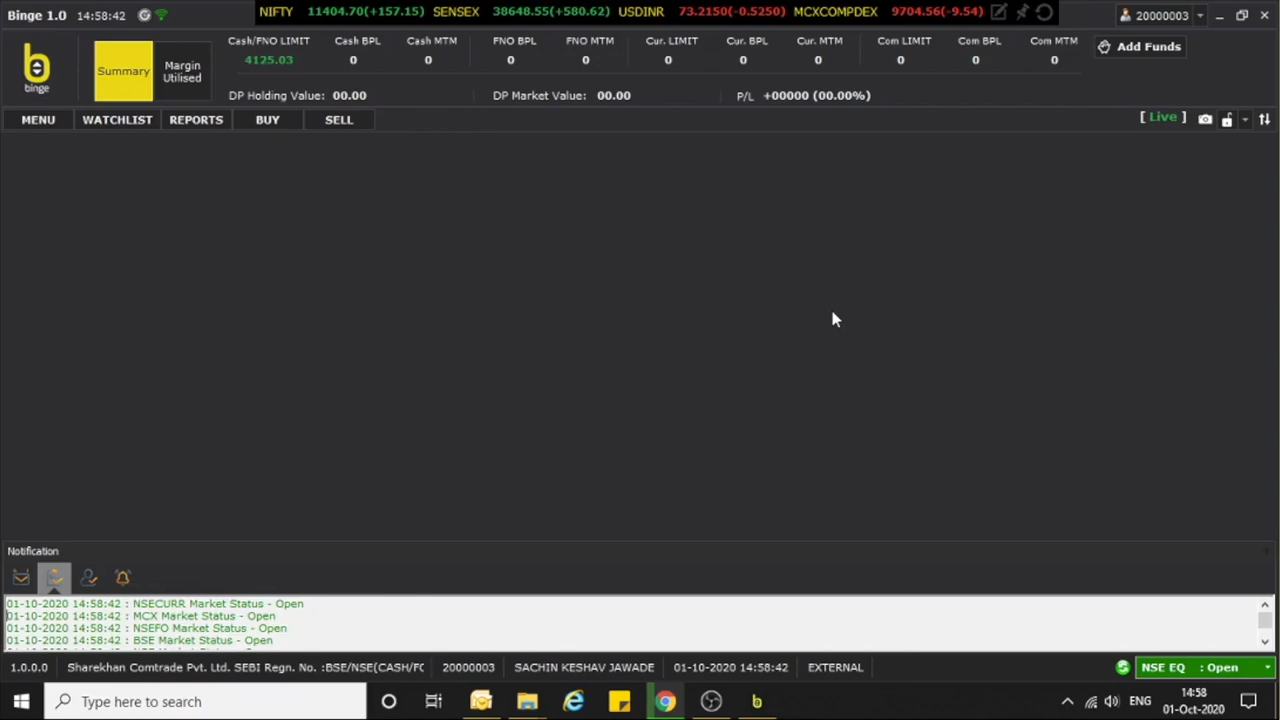 Binge 1.0 14:58:42 NIFTY 11404.70(+157.15) SENSEX 38648.55(+580.62) USDINR 73.2150(-0.5250) MCXCOMPDEX 9704.56(-9.54) 20000003
binge
Summary
Margin Utilised
Cash/FNO LIMIT Cash BPL Cash MTM FNO BPL FNO MTM Cur. LIMIT Cur. BPL Cur. MTM Com LIMIT Com BPL Com MTM Add Funds
4125.03 0 0 0 0 0 0 0 0 0 0
DP Holding Value: 00.00 DP Market Value: 00.00 P/L +00000 (00.00%)
MENU WATCHLIST REPORTS BUY SELL [ Live ]
Notification
01-10-2020 14:58:42 : NSECURR Market Status - Open
01-10-2020 14:58:42 : MCX Market Status - Open
01-10-2020 14:58:42 : NSEFO Market Status - Open
01-10-2020 14:58:42 : BSE Market Status - Open
1.0.0.0 Sharekhan Comtrade Pvt. Ltd. SEBI Regn. No. :BSE/NSE(CASH/FO 20000003 SACHIN KESHAV JAWADE 01-10-2020 14:58:42 EXTERNAL NSE EQ : Open
Type here to search ENG 14:58
01-Oct-2020